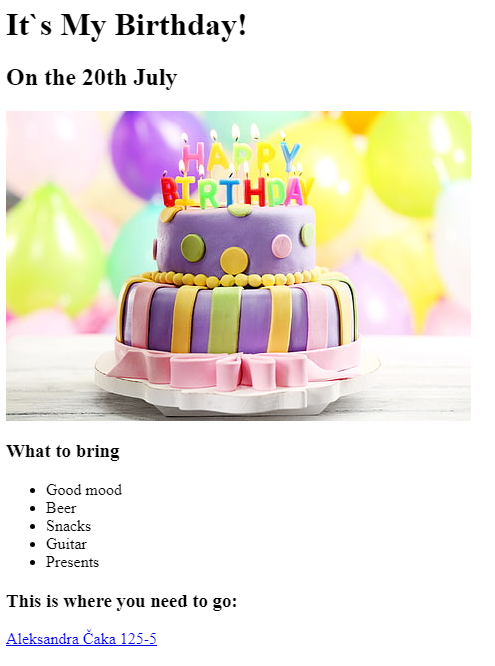 It`s My Birthday!
On the 20th July
HAPPY
BIRTHDAY
What to bring
Good mood
Beer
Snacks
Guitar
Presents
This is where you need to go:
Aleksandra Čaka 125-5